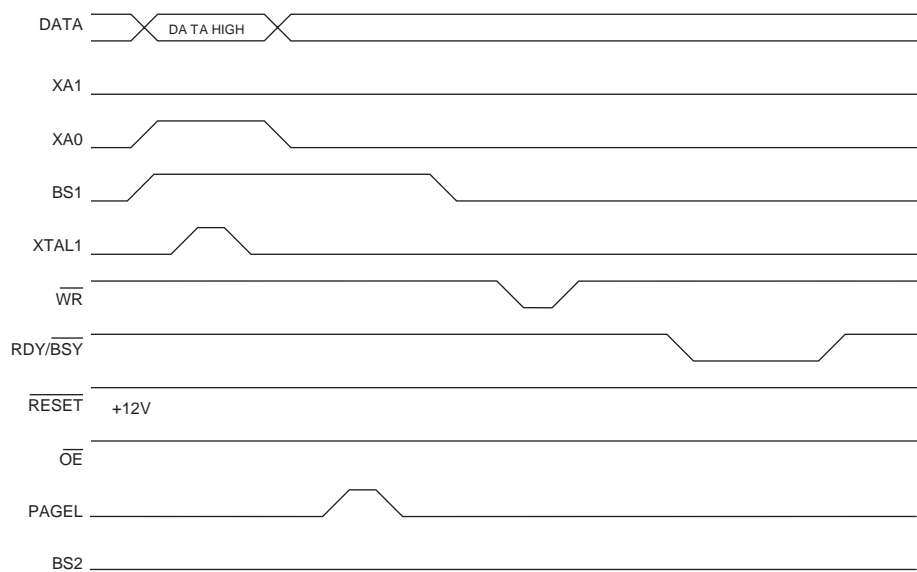 DATA
DA TA HIGH
XA1
XA0
BS1
XTAL1
WR
RDY/BSY
RESET +12V
OE
PAGEL
BS2